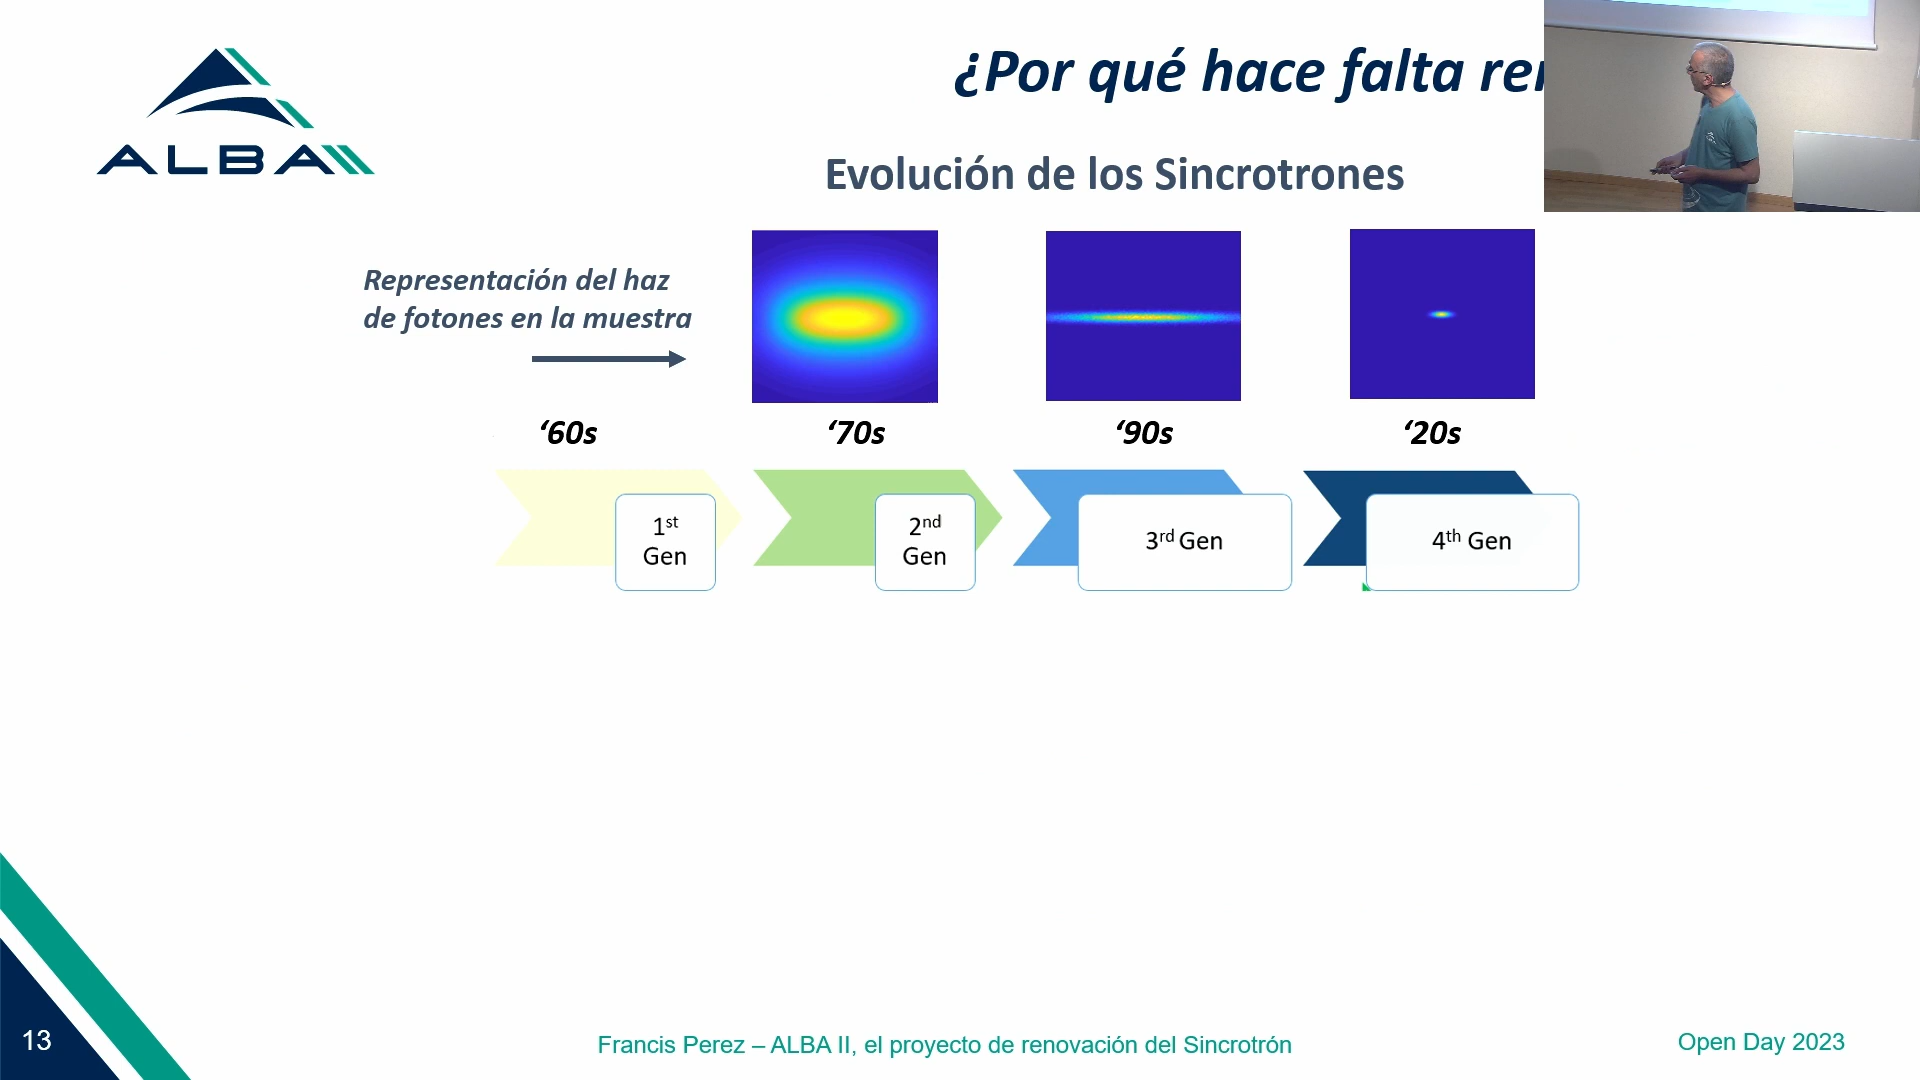 ALBA
¿Por qué hace falta
Evolución de los Sincrotrones
Representación del haz
de fotones en la muestra
‘60s
‘70s
‘90s
‘20s
1st
Gen
2nd
Gen
3rd Gen
4th Gen
13
Francis Perez – ALBA II, el proyecto de renovación del Sincrotrón
Open Day 2023